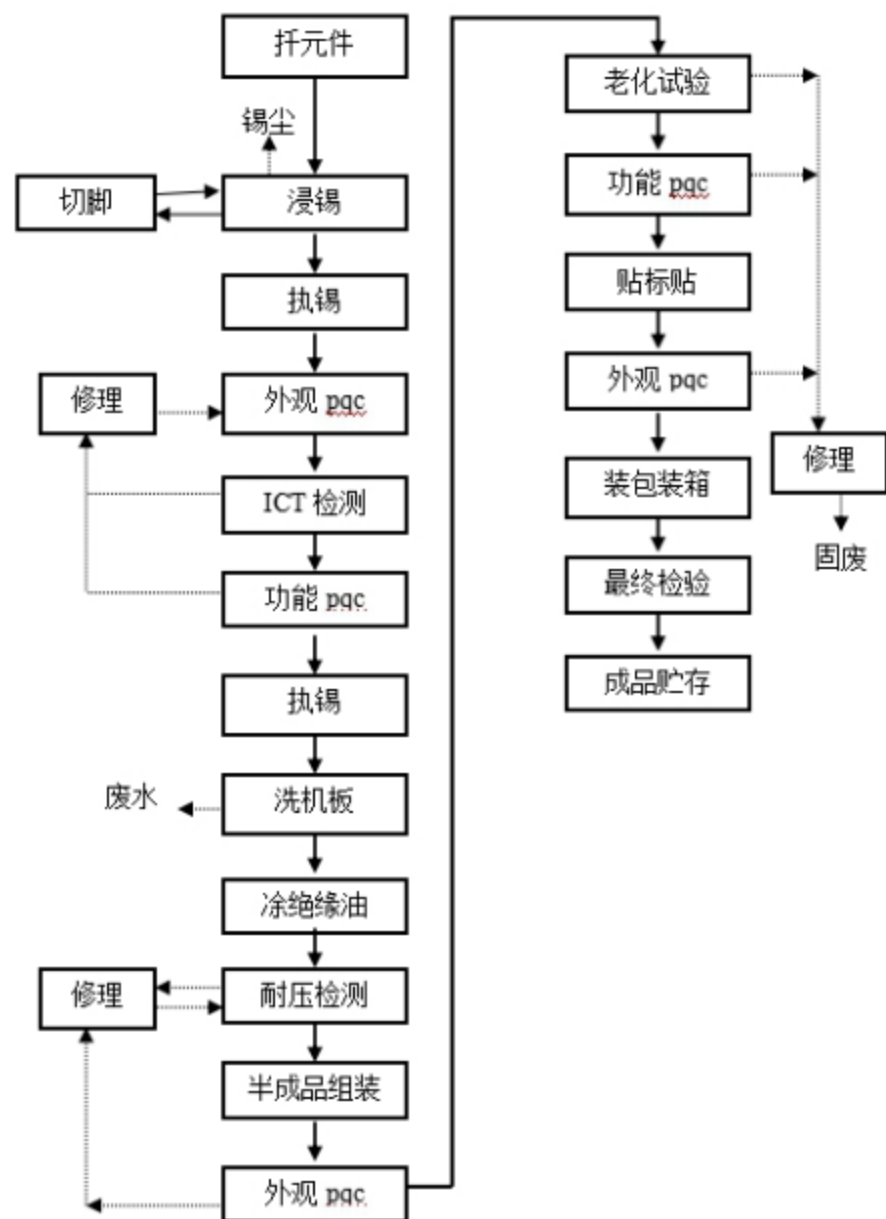 扦元件
锡尘
切脚
浸锡
执锡
修理
外观 pqc
ICT 检测
功能 pqc
执锡
废水
洗机板
凃绝缘油
修理
耐压检测
半成品组装
外观 pqc
老化试验
功能 pqc
贴标贴
外观 pqc
修理
装包装箱
固废
最终检验
成品贮存